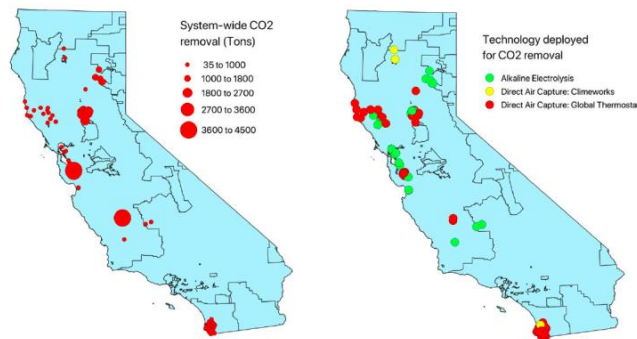 System-wide CO2
removal (Tons)
35 to 1000
1000 to 1800
1800 to 2700
2700 to 3600
3600 to 4500
Technology deployed
for CO2 removal
Alkaline Electrolysis
Direct Air Capture: Climeworks
Direct Air Capture: Global Thermosta